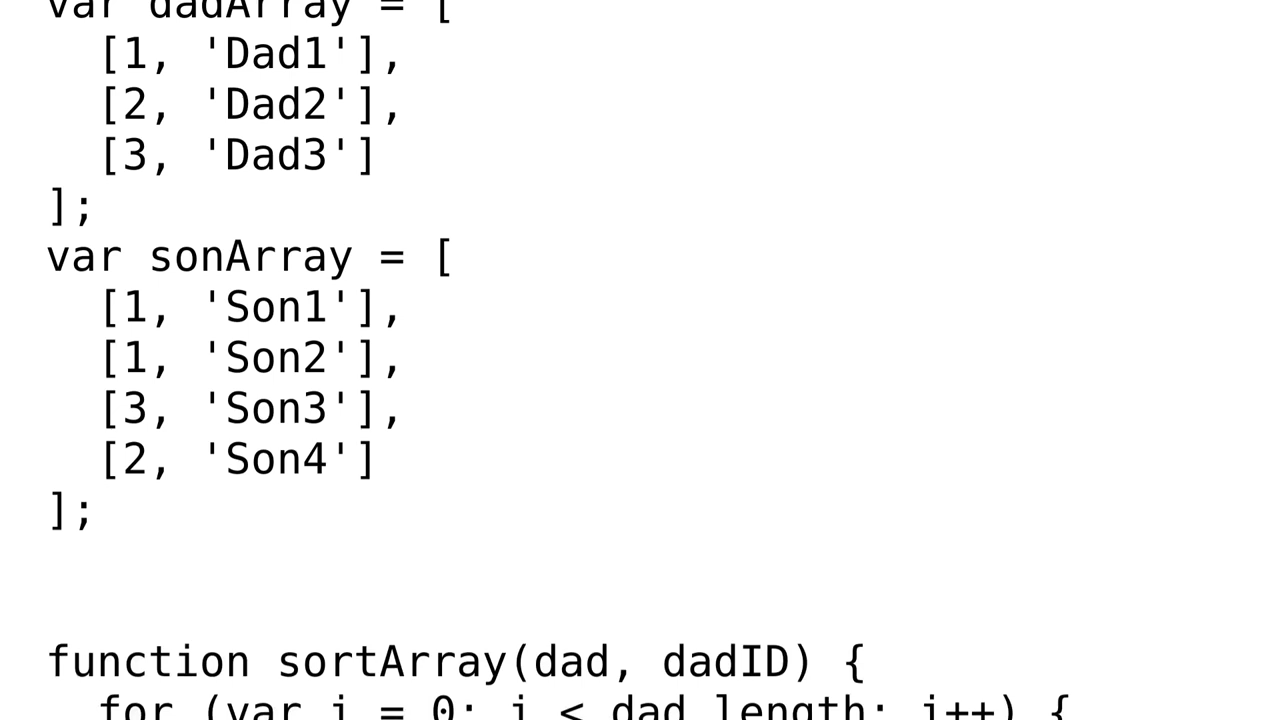 var dadArray = [
  [1, 'Dad1'],
  [2, 'Dad2'],
  [3, 'Dad3']
];
var sonArray = [
  [1, 'Son1'],
  [1, 'Son2'],
  [3, 'Son3'],
  [2, 'Son4']
];
function sortArray(dad, dadID) {
  for (var i = 0; i < dad.length; i++) {